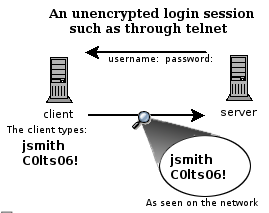 An unencrypted login session
such as through telnet
username: password:
client
server
The client types:
jsmith
C0lts06!
jsmith
C0lts06!
As seen on the network